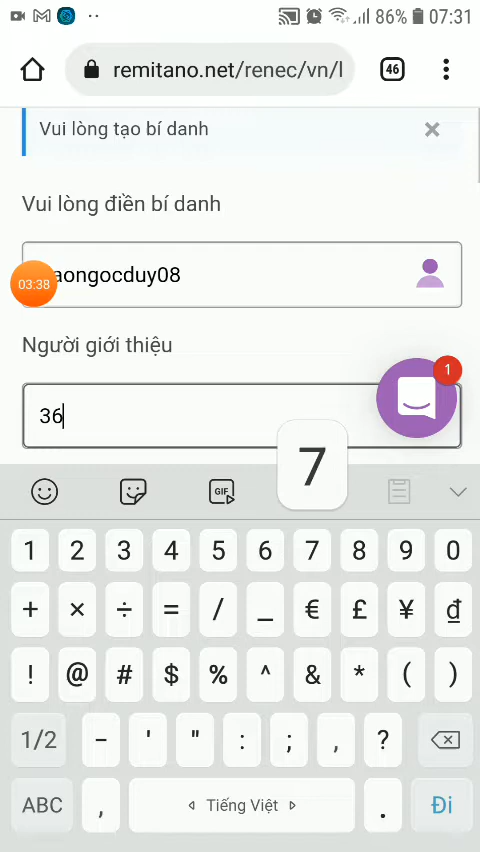 86% 07:31
remitano.net/renec/vn/l
46
Vui lòng tạo bí danh
Vui lòng điền bí danh
03:38
aongocduy08
Người giới thiệu
1
36
7
GIF
1 2 3 4 5 6 7 8 9 0
+ × ÷ = / _ € £ ¥ ₫
! @ # $ % ^ & * ( )
1/2 - ' " : ; , ?
ABC , Tiếng Việt . Đi